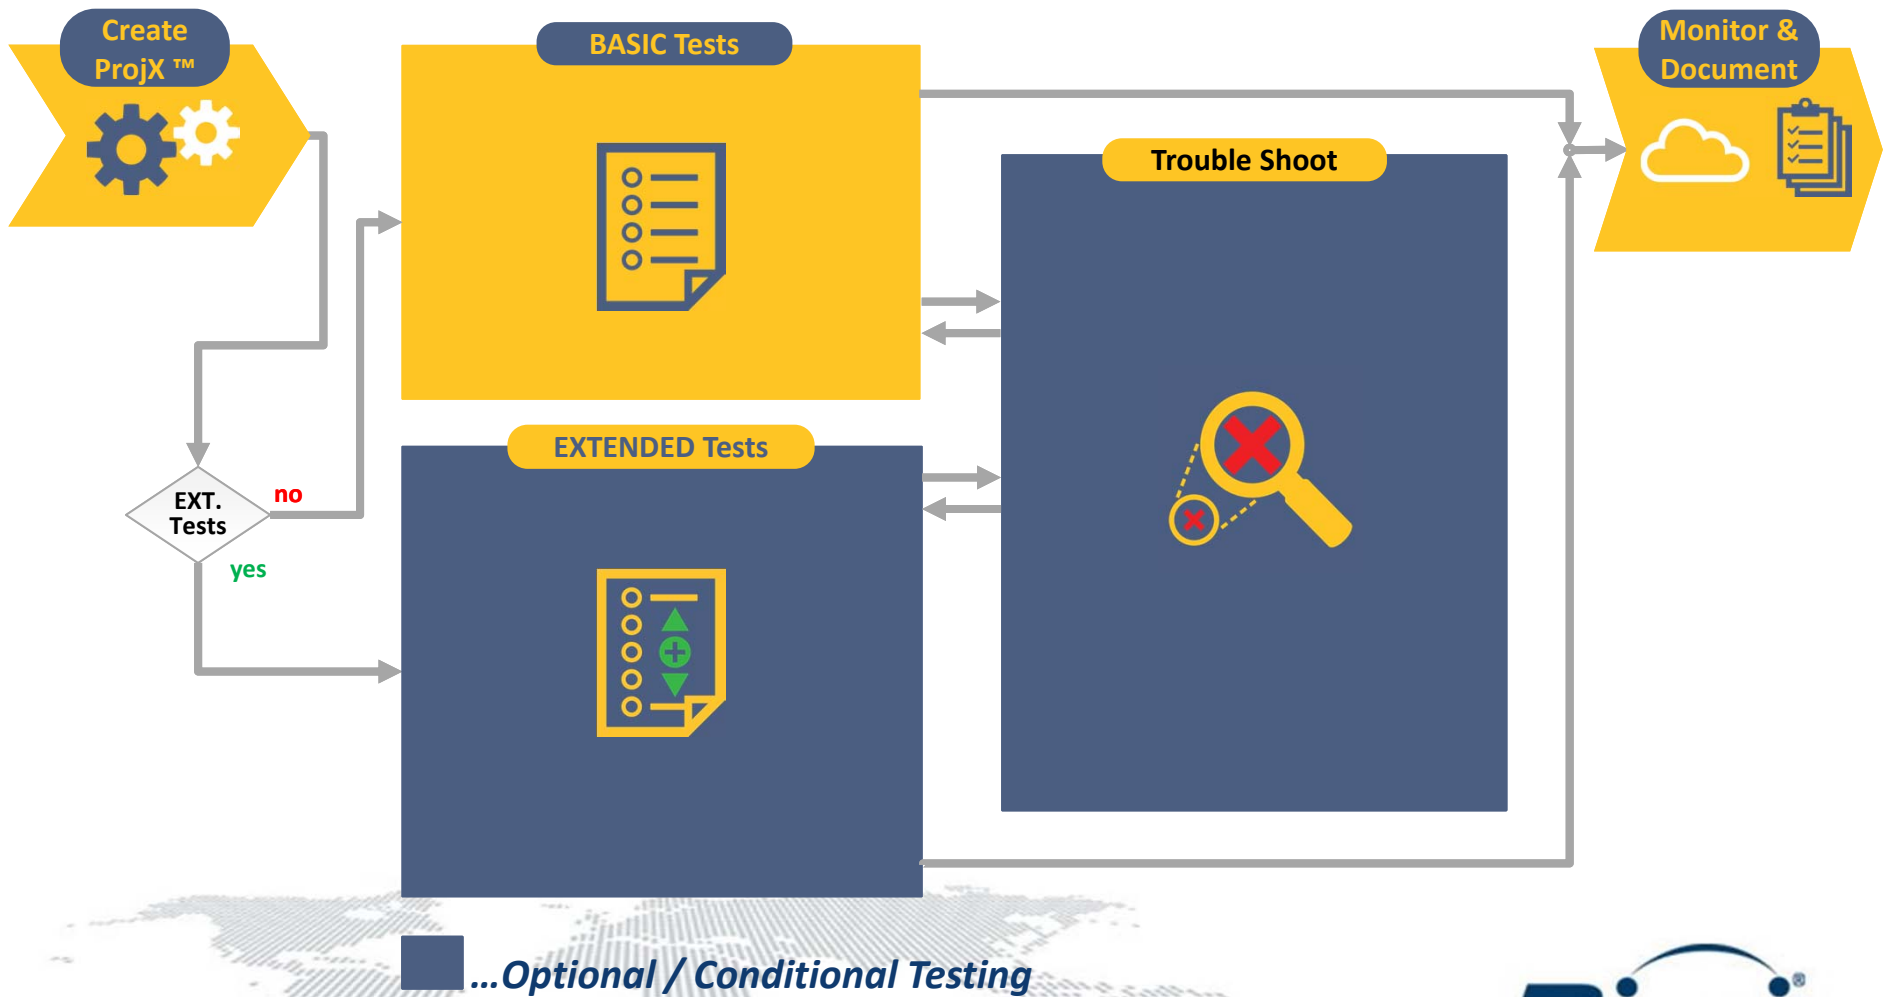 Create
ProjX ™
BASIC Tests
Monitor &
Document
Trouble Shoot
EXTENDED Tests
EXT.
Tests
no
yes
...Optional / Conditional Testing
®